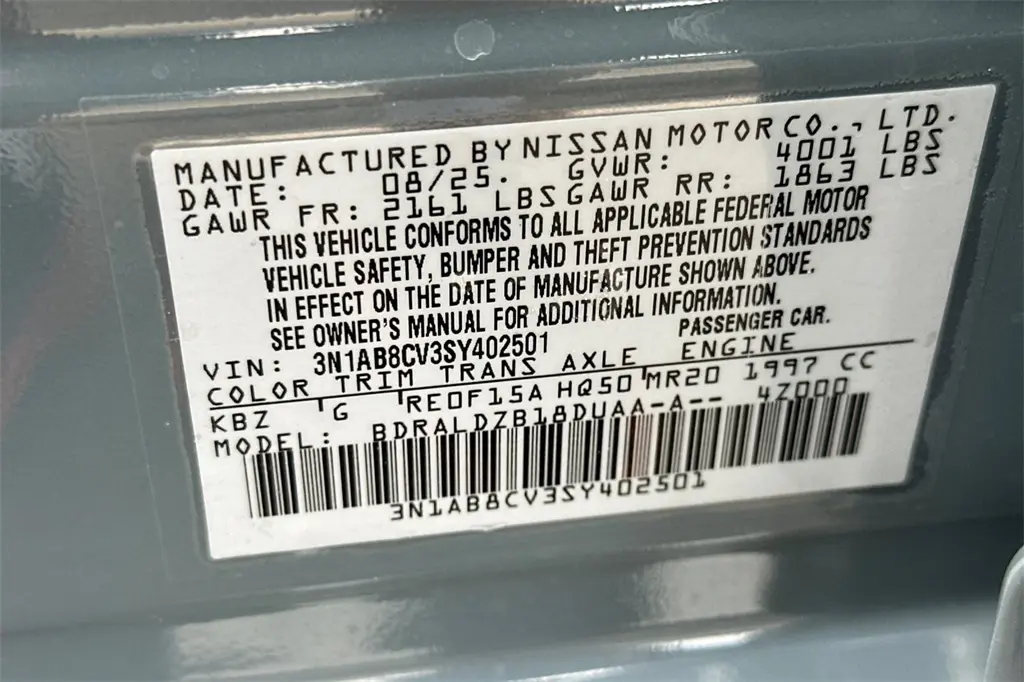 MANUFACTURED BY NISSAN MOTOR CO., LTD.
DATE: 08/25. GVWR: 4001 LBS
GAWR FR: 2161 LBS GAWR RR: 1863 LBS
THIS VEHICLE CONFORMS TO ALL APPLICABLE FEDERAL MOTOR
VEHICLE SAFETY, BUMPER AND THEFT PREVENTION STANDARDS
IN EFFECT ON THE DATE OF MANUFACTURE SHOWN ABOVE.
SEE OWNER'S MANUAL FOR ADDITIONAL INFORMATION.
VIN: 3N1AB8CV3SY402501 PASSENGER CAR.
COLOR TRIM TRANS AXLE ENGINE
KBZ G RE0F15A HQ50 MR20 1997 CC
MODEL: BDRALDZB18DUAA-A-- 4Z000
3N1AB8CV3SY402501